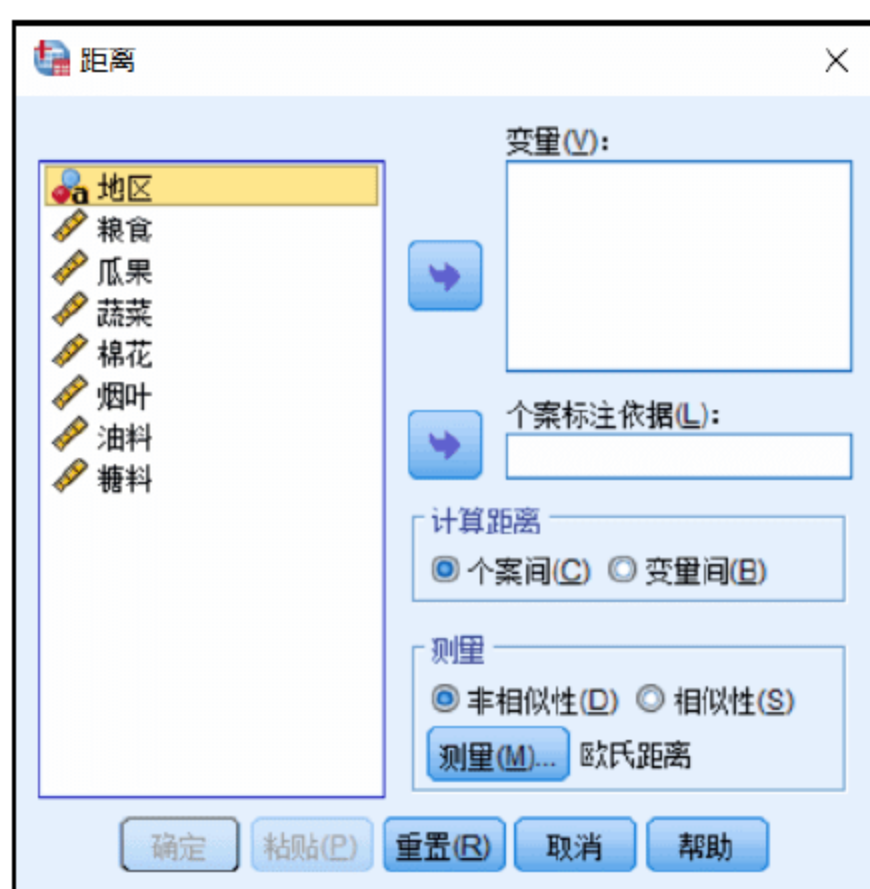 距离
变量(V):
地区
粮食
瓜果
蔬菜
棉花
烟叶
油料
糖料
个案标注依据(L):
计算距离
个案间(C) 变量间(B)
测量
非相似性(D) 相似性(S)
测量(M)... 欧氏距离
确定 粘贴(P) 重置(R) 取消 帮助